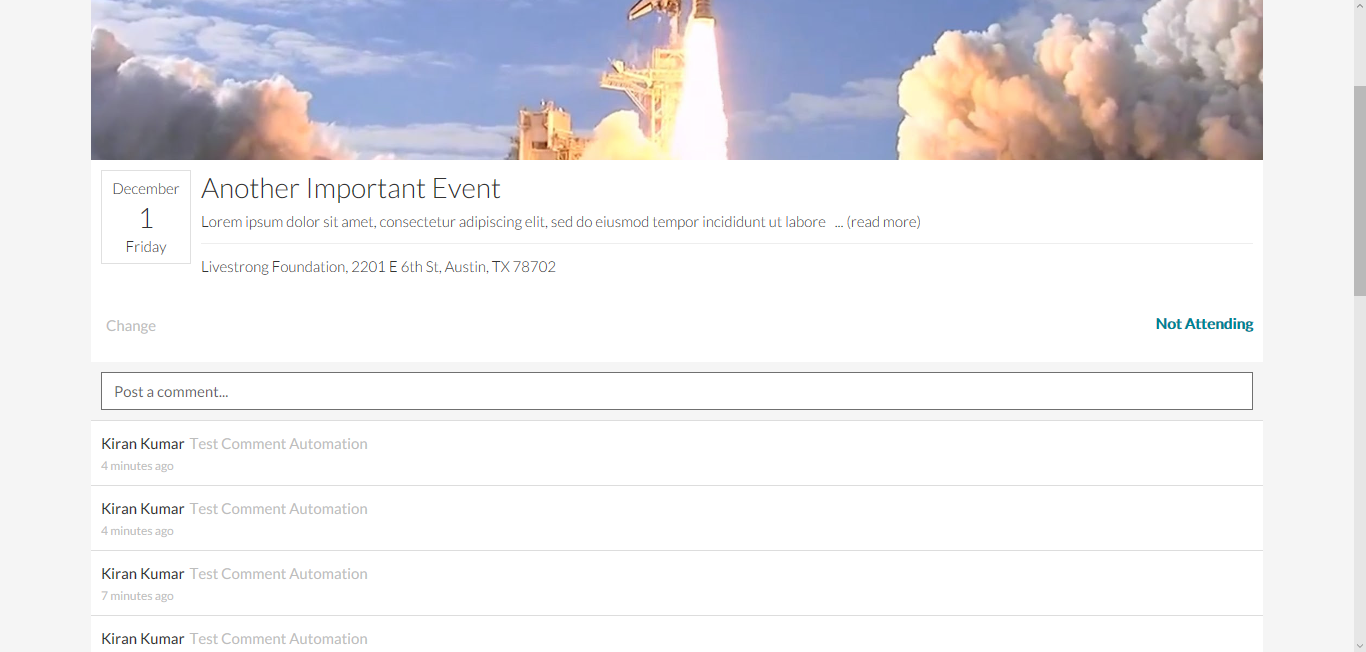 December
1
Friday
Another Important Event
Lorem ipsum dolor sit amet, consectetur adipiscing elit, sed do eiusmod tempor incididunt ut labore ... (read more)
Livestrong Foundation, 2201 E 6th St, Austin, TX 78702
Change
Not Attending
Post a comment...
Kiran Kumar Test Comment Automation
4 minutes ago
Kiran Kumar Test Comment Automation
4 minutes ago
Kiran Kumar Test Comment Automation
7 minutes ago
Kiran Kumar Test Comment Automation